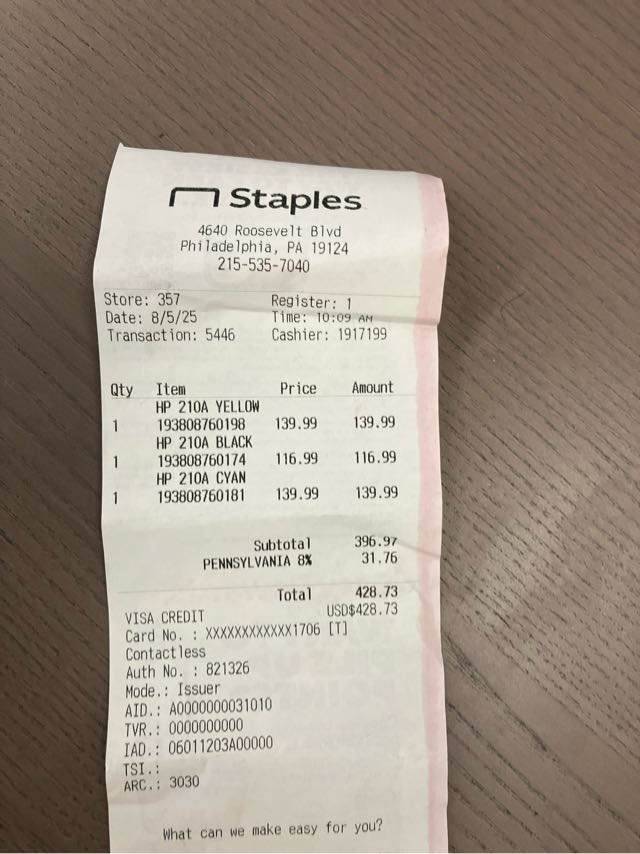 Staples
4640 Roosevelt Blvd
Philadelphia, PA 19124
215-535-7040
Store: 357 Register: 1
Date: 8/5/25 Time: 10:09 AM
Transaction: 5446 Cashier: 1917199
Qty Item Price Amount
HP 210A YELLOW
1 193808760198 139.99 139.99
HP 210A BLACK
1 193808760174 116.99 116.99
HP 210A CYAN
1 193808760181 139.99 139.99
Subtotal 396.97
PENNSYLVANIA 8% 31.76
Total 428.73
VISA CREDIT USD$428.73
Card No. : XXXXXXXXXXXX1706 [T]
Contactless
Auth No. : 821326
Mode.: Issuer
AID.: A0000000031010
TVR.: 0000000000
IAD.: 06011203A00000
TSI.:
ARC.: 3030
What can we make easy for you?